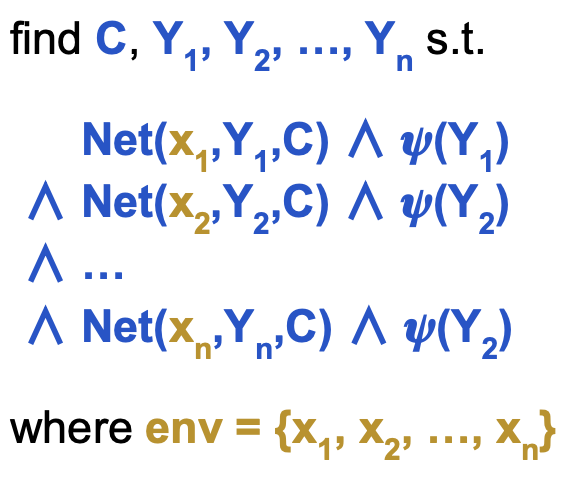 find C, Y₁, Y₂, ..., Yₙ s.t.
Net(x₁,Y₁,C) ∧ ψ(Y₁)
∧ Net(x₂,Y₂,C) ∧ ψ(Y₂)
∧ ...
∧ Net(xₙ,Yₙ,C) ∧ ψ(Y₂)
where env = {x₁, x₂, ..., xₙ}